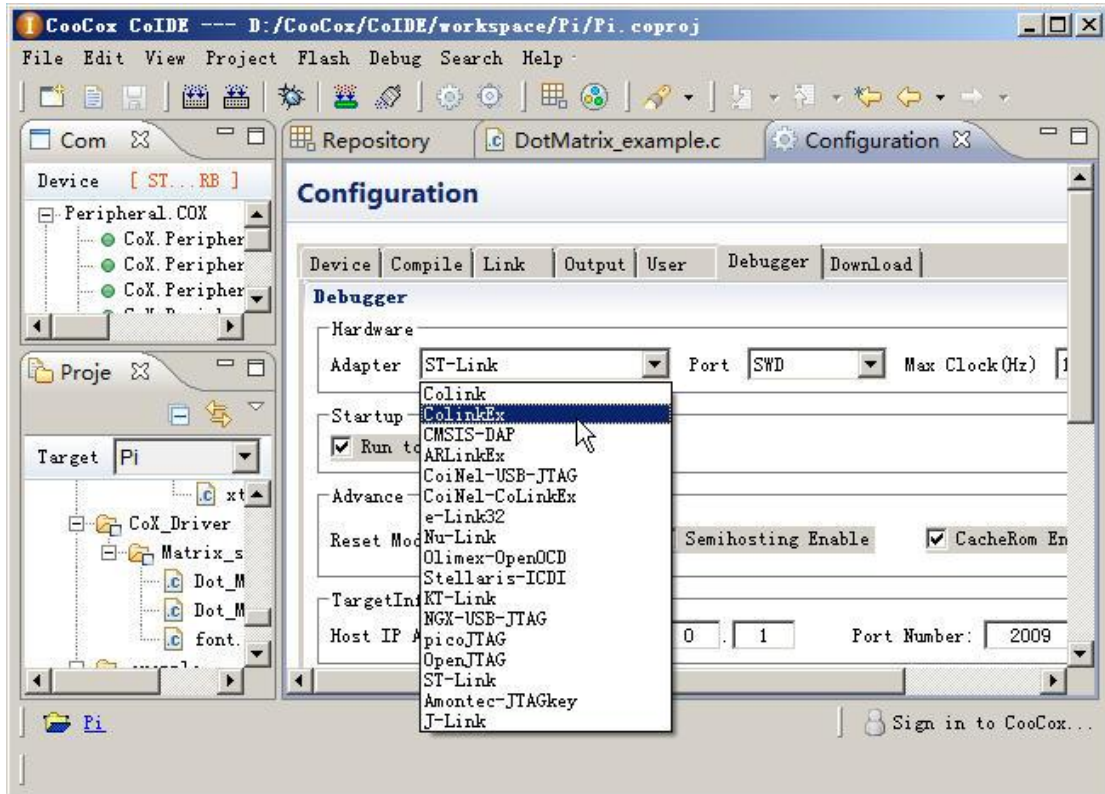 CooCox CoIDE --- D:/CooCox/CoIDE/workspace/Pi/Pi.coproj
File Edit View Project Flash Debug Search Help
Com
Repository DotMatrix_example.c Configuration
Device [ ST...RB ]
Peripheral.COX
CoX.Peripher
CoX.Peripher
CoX.Peripher
Configuration
Device Compile Link Output User Debugger Download
Debugger
Hardware
Adapter ST-Link Port SWD Max Clock(Hz) 1
Colink
ColinkEx
CMSIS-DAP
ARLinkEx
CoiNel-USB-JTAG
CoiNel-CoLinkEx
e-Link32
Nu-Link
Olimex-OpenOCD
Stellaris-ICDI
KT-Link
NGX-USB-JTAG
picoJTAG
OpenJTAG
ST-Link
Amontec-JTAGkey
J-Link
Startup
Run to
Advance
Reset Mod Semihosting Enable CacheRom En
TargetInf
Host IP A 0 . 1 Port Number: 2009
Proje
Target Pi
.c xt
CoX_Driver
Matrix_s
.c Dot_M
.c Dot_M
.c font.
Pi
Sign in to CooCox...